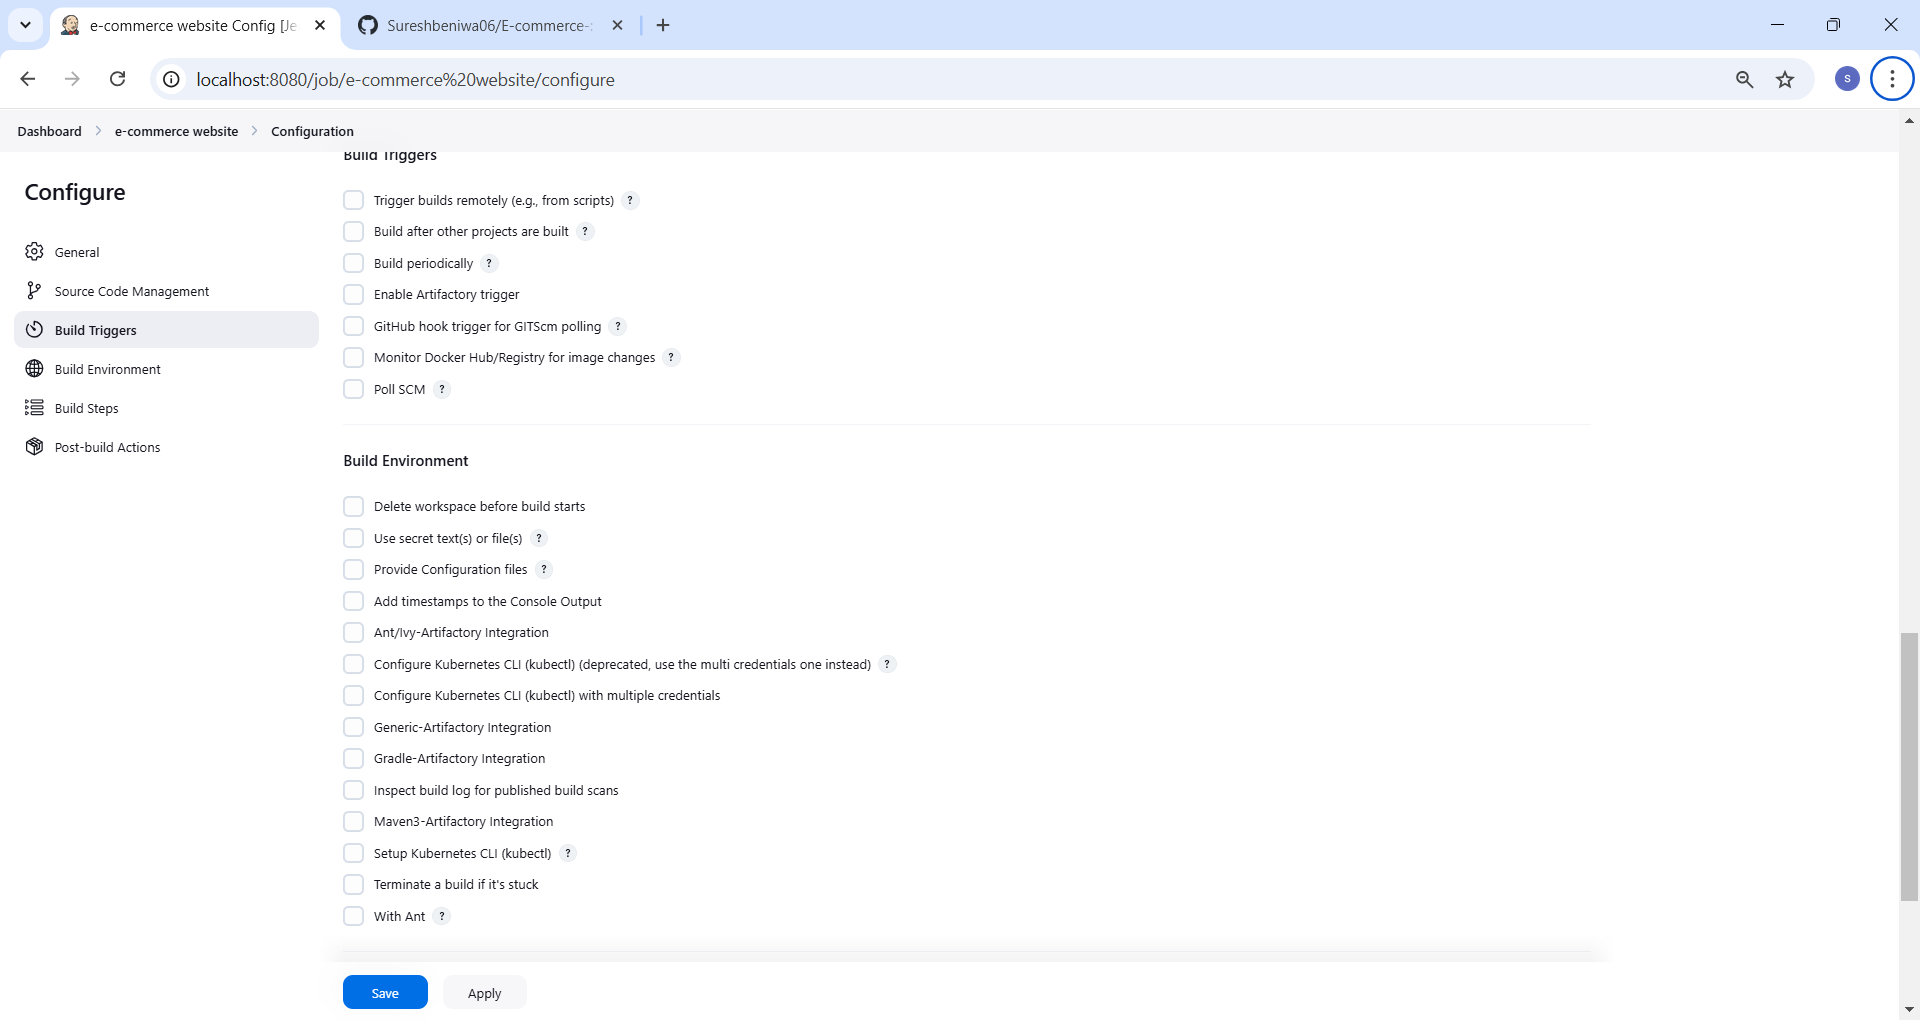 e-commerce website Config [Je
Sureshbeniwa06/E-commerce-
localhost:8080/job/e-commerce%20website/configure
S
Dashboard > e-commerce website > Configuration
Configure
General
Source Code Management
Build Triggers
Build Environment
Build Steps
Post-build Actions
Build Triggers
Trigger builds remotely (e.g., from scripts) ?
Build after other projects are built ?
Build periodically ?
Enable Artifactory trigger
GitHub hook trigger for GITScm polling ?
Monitor Docker Hub/Registry for image changes ?
Poll SCM ?
Build Environment
Delete workspace before build starts
Use secret text(s) or file(s) ?
Provide Configuration files ?
Add timestamps to the Console Output
Ant/Ivy-Artifactory Integration
Configure Kubernetes CLI (kubectl) (deprecated, use the multi credentials one instead) ?
Configure Kubernetes CLI (kubectl) with multiple credentials
Generic-Artifactory Integration
Gradle-Artifactory Integration
Inspect build log for published build scans
Maven3-Artifactory Integration
Setup Kubernetes CLI (kubectl) ?
Terminate a build if it's stuck
With Ant ?
Save
Apply